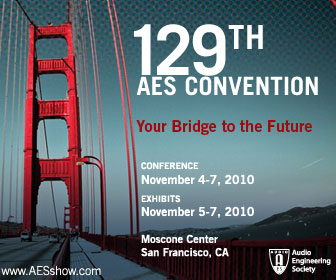 129TH
AES CONVENTION
Your Bridge to the Future
CONFERENCE
November 4-7, 2010
EXHIBITS
November 5-7, 2010
Moscone Center
San Francisco, CA
www.AESshow.com
AUDIO
Audio
Engineering
Society